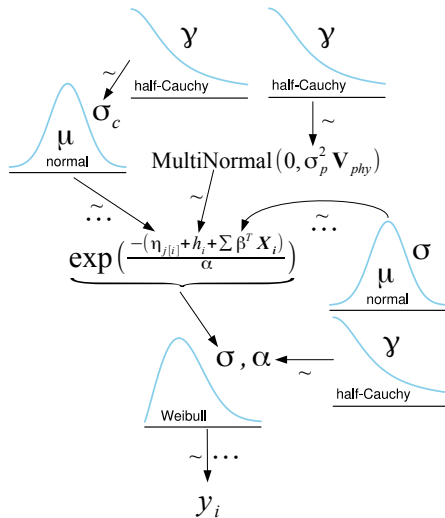 γ
half-Cauchy
~
γ
half-Cauchy
~
σ_c
μ
normal
MultiNormal(0, σ_p^2 V_phy)
~
...
~
~
...
exp(−(η_{j[i]} + h_i + Σ β^T X_i) / α)
μ
σ
normal
σ, α
~
γ
half-Cauchy
Weibull
~ ...
y_i